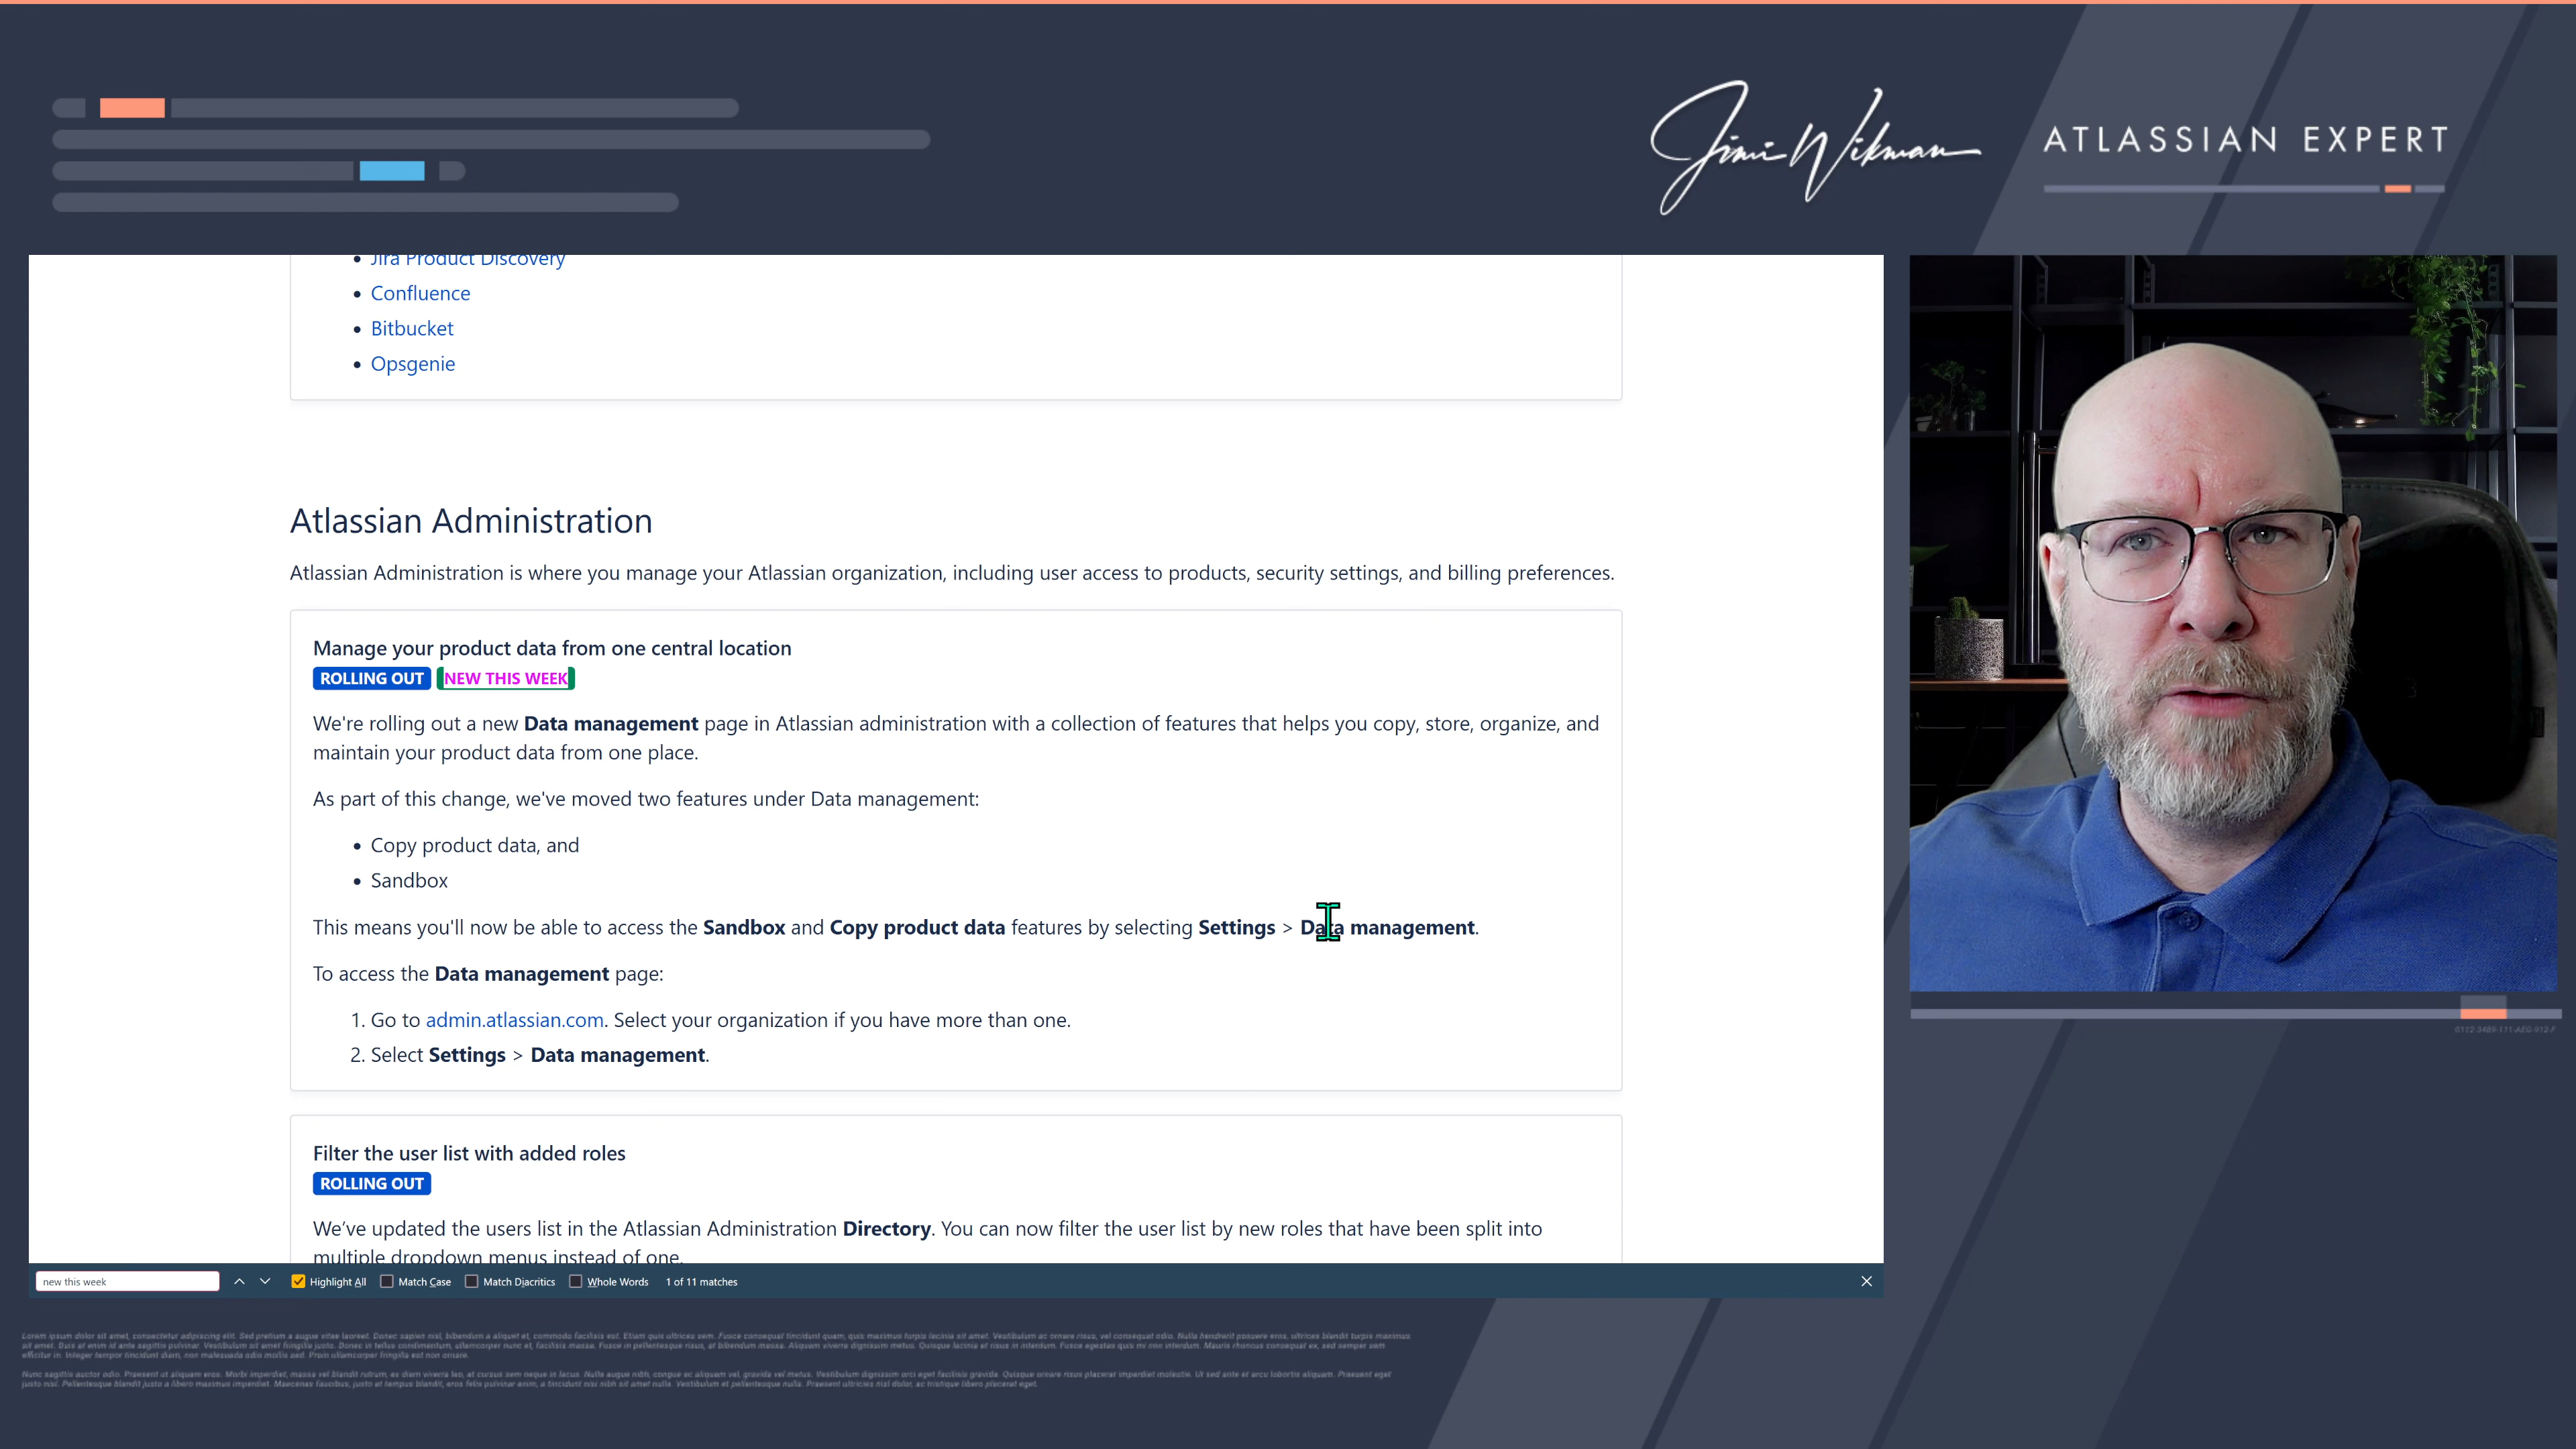 Jimi Wikman
ATLASSIAN EXPERT
• Jira Product Discovery
• Confluence
• Bitbucket
• Opsgenie
Atlassian Administration
Atlassian Administration is where you manage your Atlassian organization, including user access to products, security settings, and billing preferences.
Manage your product data from one central location
ROLLING OUT NEW THIS WEEK
We're rolling out a new Data management page in Atlassian administration with a collection of features that helps you copy, store, organize, and
maintain your product data from one place.
As part of this change, we've moved two features under Data management:
• Copy product data, and
• Sandbox
This means you'll now be able to access the Sandbox and Copy product data features by selecting Settings > Data management.
To access the Data management page:
1. Go to admin.atlassian.com. Select your organization if you have more than one.
2. Select Settings > Data management.
Filter the user list with added roles
ROLLING OUT
We’ve updated the users list in the Atlassian Administration Directory. You can now filter the user list by new roles that have been split into
multiple dropdown menus instead of one.
new this week Highlight All Match Case Match Diacritics Whole Words 1 of 11 matches